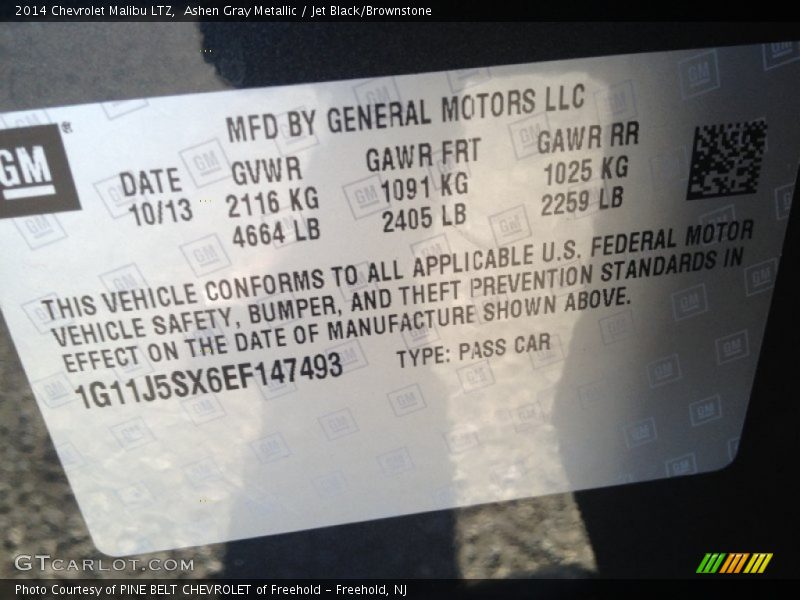 2014 Chevrolet Malibu LTZ,  Ashen Gray Metallic / Jet Black/Brownstone
GM
MFD BY GENERAL MOTORS LLC
DATE GVWR GAWR FRT GAWR RR
10/13 2116 KG 1091 KG 1025 KG
4664 LB 2405 LB 2259 LB
THIS VEHICLE CONFORMS TO ALL APPLICABLE U.S. FEDERAL MOTOR
VEHICLE SAFETY, BUMPER, AND THEFT PREVENTION STANDARDS IN
EFFECT ON THE DATE OF MANUFACTURE SHOWN ABOVE.
1G11J5SX6EF147493 TYPE: PASS CAR
GTCARLOT.COM
Photo Courtesy of PINE BELT CHEVROLET of Freehold - Freehold, NJ